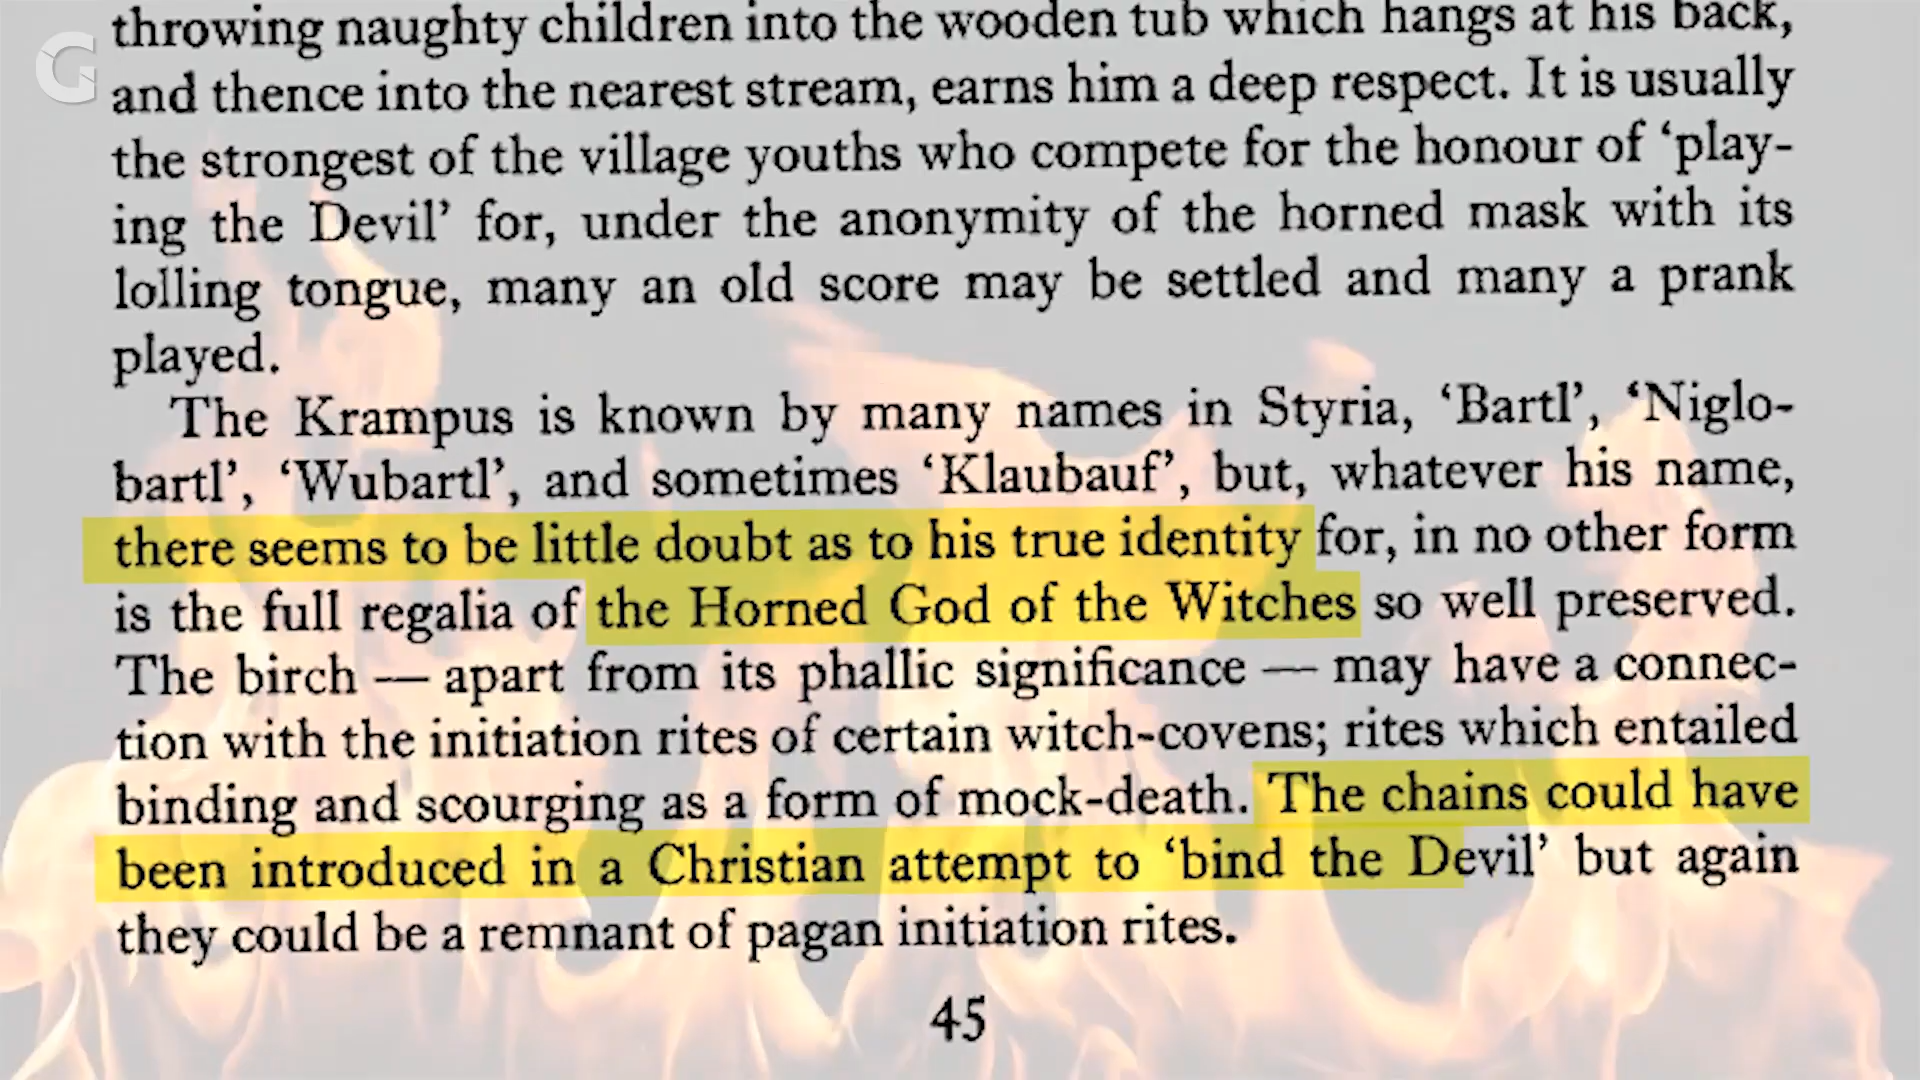 G
throwing naughty children into the wooden tub which hangs at his back,
and thence into the nearest stream, earns him a deep respect. It is usually
the strongest of the village youths who compete for the honour of ‘play-
ing the Devil’ for, under the anonymity of the horned mask with its
lolling tongue, many an old score may be settled and many a prank
played.
The Krampus is known by many names in Styria, ‘Bartl’, ‘Niglo-
bartl’, ‘Wubartl’, and sometimes ‘Klaubauf’, but, whatever his name,
there seems to be little doubt as to his true identity for, in no other form
is the full regalia of the Horned God of the Witches so well preserved.
The birch — apart from its phallic significance — may have a connec-
tion with the initiation rites of certain witch-covens; rites which entailed
binding and scourging as a form of mock-death. The chains could have
been introduced in a Christian attempt to ‘bind the Devil’ but again
they could be a remnant of pagan initiation rites.
45